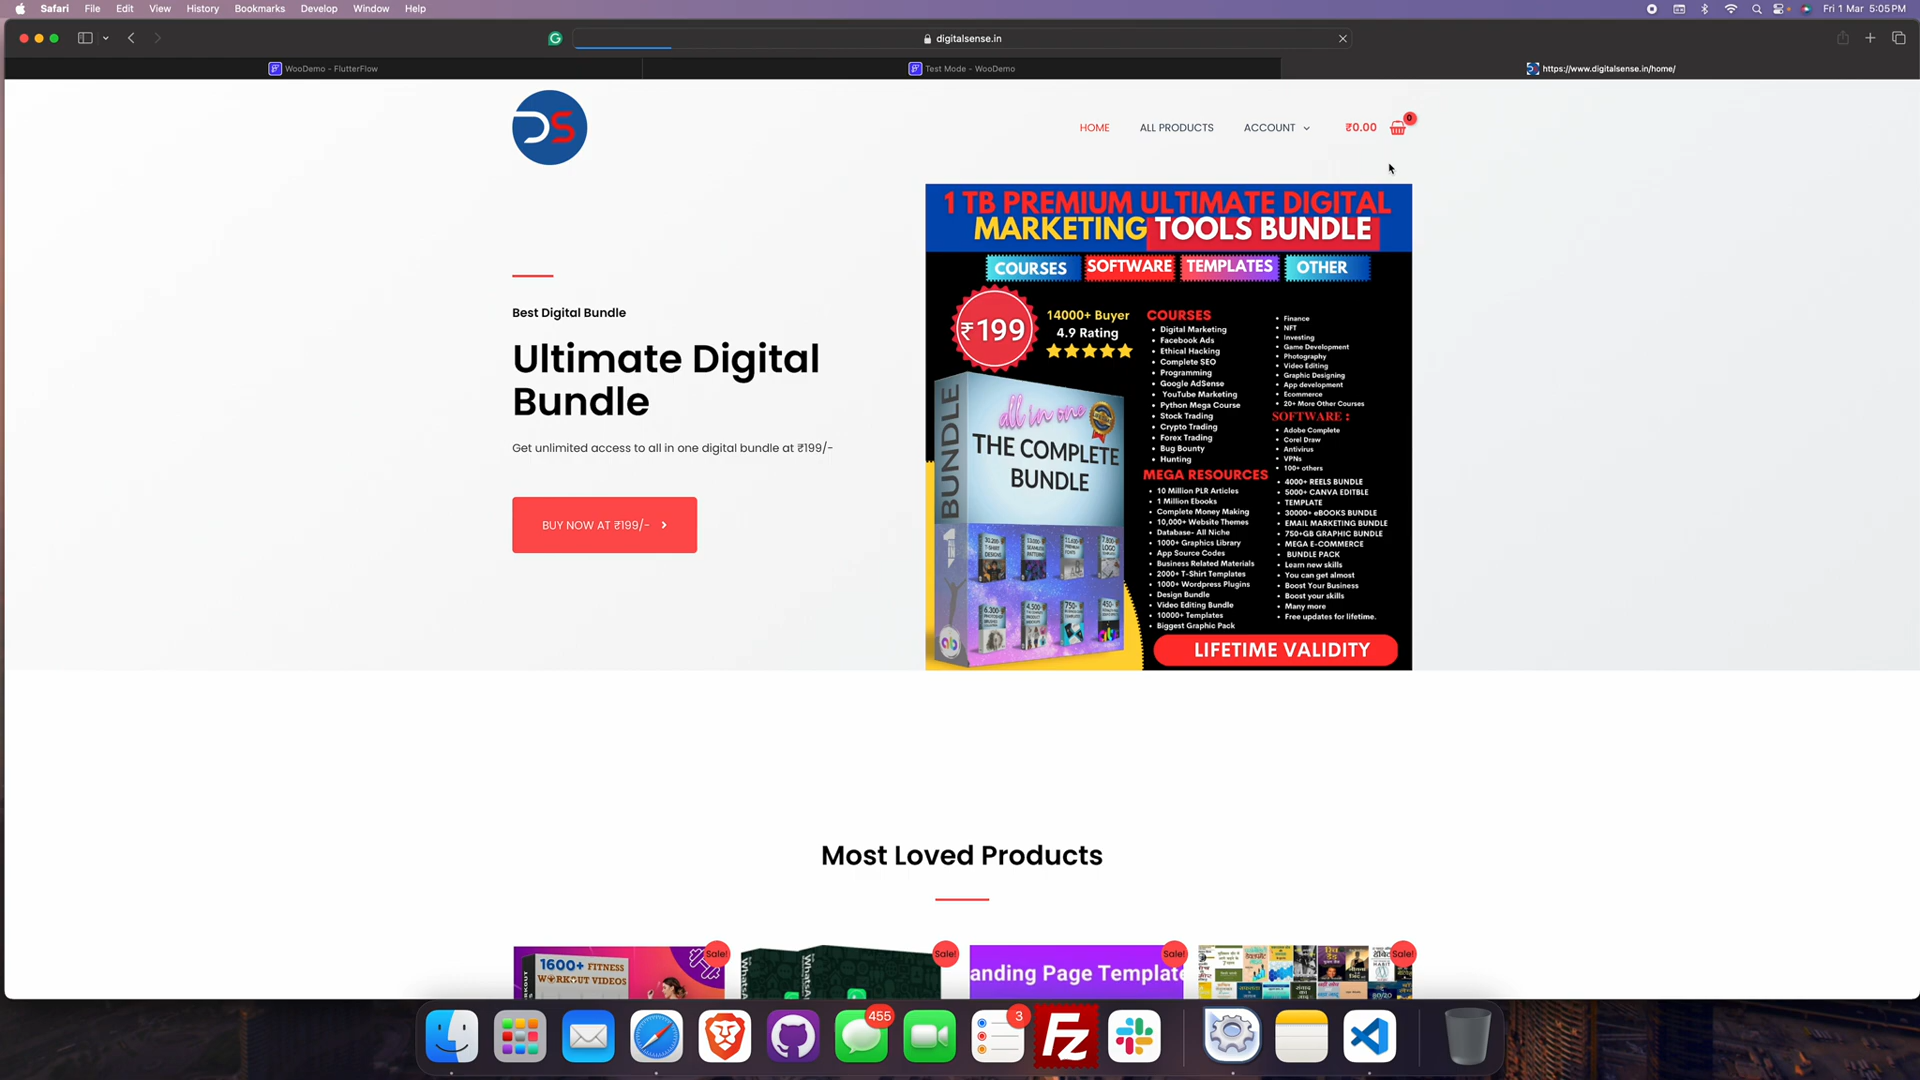 Safari File Edit View History Bookmarks Develop Window Help
Fri 1 Mar 5:05 PM
digitalsense.in
WooDemo - FlutterFlow
Test Mode - WooDemo
https://www.digitalsense.in/home/
DS
HOME
ALL PRODUCTS
ACCOUNT
₹0.00
0
Best Digital Bundle
Ultimate Digital
Bundle
Get unlimited access to all in one digital bundle at ₹199/-
BUY NOW AT ₹199/-
1 TB PREMIUM ULTIMATE DIGITAL
MARKETING TOOLS BUNDLE
COURSES
SOFTWARE
TEMPLATES
OTHER
₹199
14000+ Buyer
4.9 Rating
BUNDLE
all in one
THE COMPLETE
BUNDLE
COURSES
• Digital Marketing
• Facebook Ads
• Ethical Hacking
• Complete SEO
• Programming
• Google AdSense
• YouTube Marketing
• Python Mega Course
• Stock Trading
• Crypto Trading
• Forex Trading
• Bug Bounty
• Hunting
MEGA RESOURCES
• 10 Million PLR Articles
• 1 Million Ebooks
• Complete Money Making
• 10,000+ Website Themes
• Database- All Niche
• 1000+ Graphics Library
• App Source Codes
• Business Related Materials
• 2000+ T-Shirt Templates
• 1000+ Wordpress Plugins
• Design Bundle
• Video Editing Bundle
• 10000+ Templates
• Biggest Graphic Pack
• Finance
• NFT
• Investing
• Game Development
• Photography
• Video Editing
• Graphic Designing
• App development
• Ecommerce
• 20+ More Other Courses
SOFTWARE :
• Adobe Complete
• Corel Draw
• Antivirus
• VPNs
• 100+ others
• 4000+ REELS BUNDLE
• 5000+ CANVA EDITBLE
• TEMPLATE
• 30000+ eBOOKS BUNDLE
• EMAIL MARKETING BUNDLE
• 750+GB GRAPHIC BUNDLE
• MEGA E-COMMERCE
• BUNDLE PACK
• Learn new skills
• You can get almost
• Boost Your Business
• Boost your skills
• Many more
• Free updates for lifetime.
LIFETIME VALIDITY
Most Loved Products
Sale!
Sale!
Sale!
Sale!
1600+ FITNESS
WORKOUT VIDEOS
anding Page Template
455
3
Fz